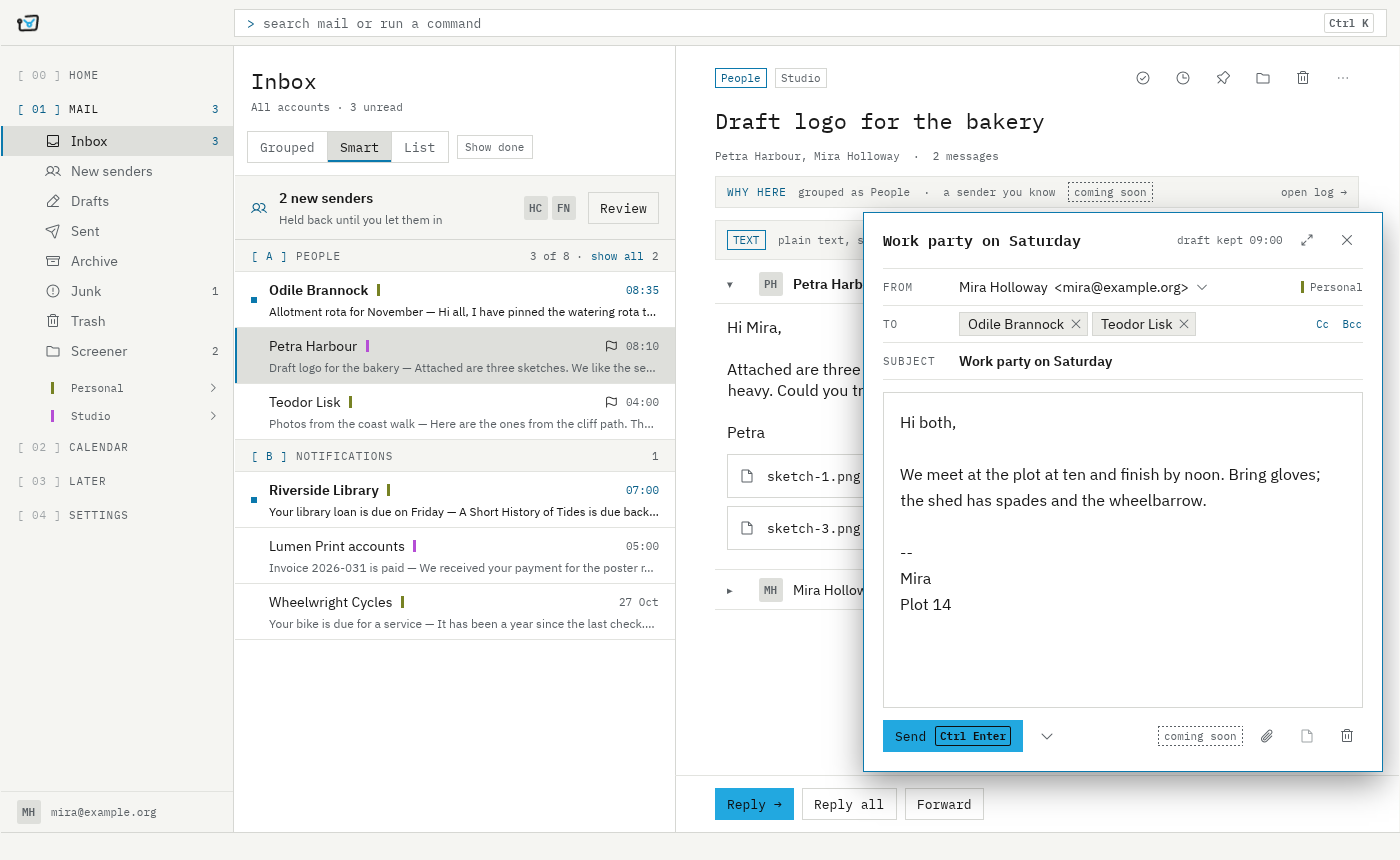 > search mail or run a command
Ctrl K
[ 00 ] HOME
[ 01 ] MAIL 3
Inbox 3
New senders
Drafts
Sent
Archive
Junk 1
Trash
Screener 2
Personal
Studio
[ 02 ] CALENDAR
[ 03 ] LATER
[ 04 ] SETTINGS
MH mira@example.org
Inbox
All accounts · 3 unread
Grouped Smart List Show done
2 new senders
Held back until you let them in
HC FN Review
[ A ] PEOPLE 3 of 8 · show all 2
Odile Brannock 08:35
Allotment rota for November — Hi all, I have pinned the watering rota t…
Petra Harbour 08:10
Draft logo for the bakery — Attached are three sketches. We like the se…
Teodor Lisk 04:00
Photos from the coast walk — Here are the ones from the cliff path. Th…
[ B ] NOTIFICATIONS 1
Riverside Library 07:00
Your library loan is due on Friday — A Short History of Tides is due back…
Lumen Print accounts 05:00
Invoice 2026-031 is paid — We received your payment for the poster r…
Wheelwright Cycles 27 Oct
Your bike is due for a service — It has been a year since the last check.…
People Studio
Draft logo for the bakery
Petra Harbour, Mira Holloway · 2 messages
WHY HERE grouped as People · a sender you know coming soon open log →
TEXT plain text, s
PH Petra Harb
Hi Mira,
Attached are three
heavy. Could you tr
Petra
sketch-1.png
sketch-3.png
MH Mira Hollow
Reply → Reply all Forward
Work party on Saturday draft kept 09:00
FROM Mira Holloway <mira@example.org> Personal
TO Odile Brannock Teodor Lisk Cc Bcc
SUBJECT Work party on Saturday
Hi both,
We meet at the plot at ten and finish by noon. Bring gloves;
the shed has spades and the wheelbarrow.
--
Mira
Plot 14
Send Ctrl Enter coming soon